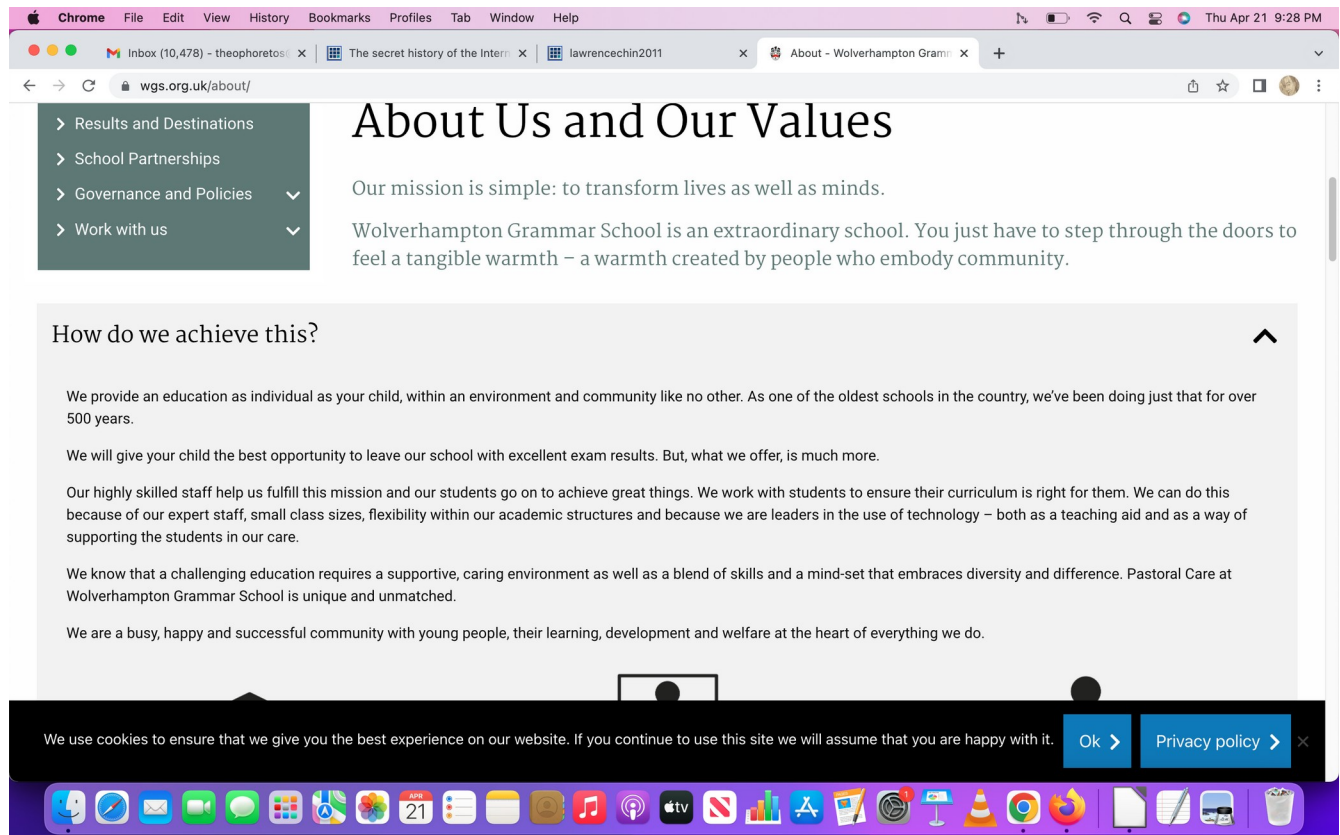 Chrome File Edit View History Bookmarks Profiles Tab Window Help Thu Apr 21 9:28 PM
Inbox (10,478) - theophoretos The secret history of the Intern lawrencechin2011 About - Wolverhampton Gramm
wgs.org.uk/about/
Results and Destinations
School Partnerships
Governance and Policies
Work with us
About Us and Our Values
Our mission is simple: to transform lives as well as minds.
Wolverhampton Grammar School is an extraordinary school. You just have to step through the doors to
feel a tangible warmth – a warmth created by people who embody community.
How do we achieve this?
We provide an education as individual as your child, within an environment and community like no other. As one of the oldest schools in the country, we've been doing just that for over
500 years.
We will give your child the best opportunity to leave our school with excellent exam results. But, what we offer, is much more.
Our highly skilled staff help us fulfill this mission and our students go on to achieve great things. We work with students to ensure their curriculum is right for them. We can do this
because of our expert staff, small class sizes, flexibility within our academic structures and because we are leaders in the use of technology – both as a teaching aid and as a way of
supporting the students in our care.
We know that a challenging education requires a supportive, caring environment as well as a blend of skills and a mind-set that embraces diversity and difference. Pastoral Care at
Wolverhampton Grammar School is unique and unmatched.
We are a busy, happy and successful community with young people, their learning, development and welfare at the heart of everything we do.
We use cookies to ensure that we give you the best experience on our website. If you continue to use this site we will assume that you are happy with it. Ok Privacy policy
APR
21
tv
1